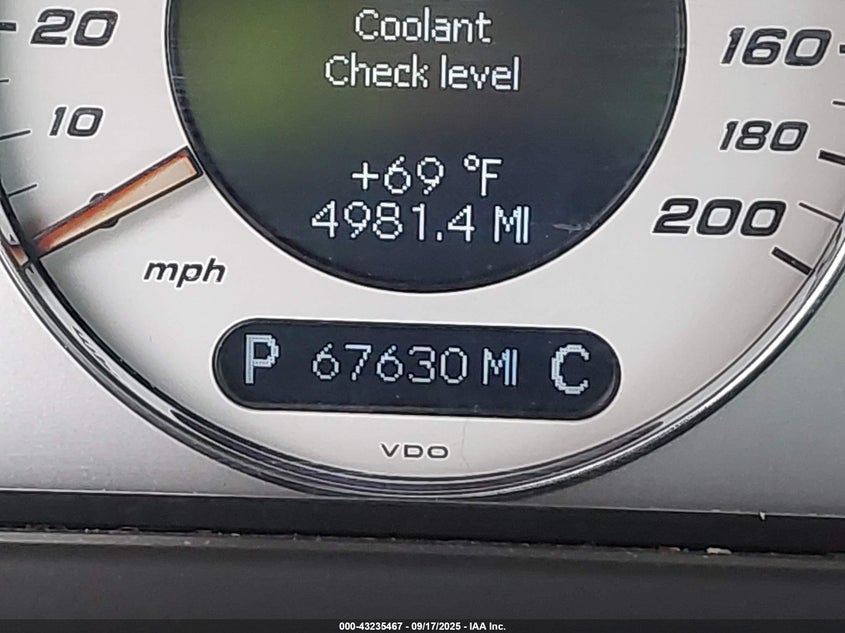 20
Coolant
160
Check level
10
180
+69 °F
200
4981.4 MI
mph
P 67630 MI C
VDO
000-43235467 - 09/17/2025 - IAA Inc.